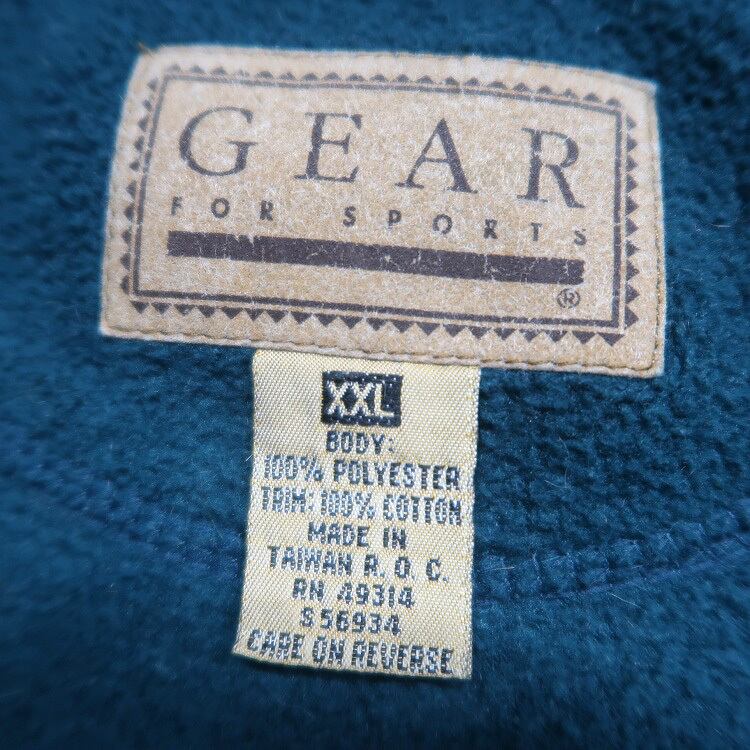 GEAR
FOR SPORTS
®
XXL
BODY:
100% POLYESTER
TRIM: 100% COTTON
MADE IN
TAIWAN R.O.C.
RN 49314
S56934
CARE ON REVERSE